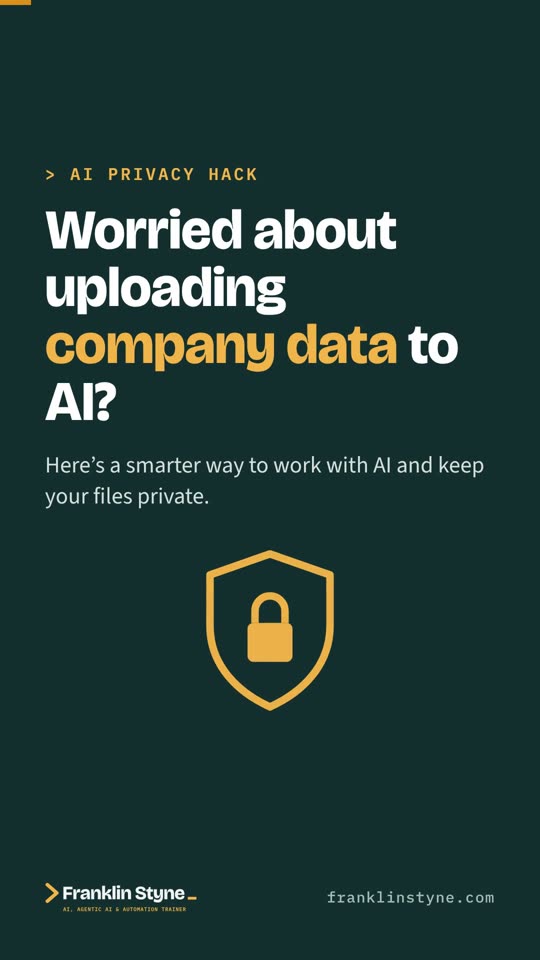 > AI PRIVACY HACK
Worried about
uploading
company data to
AI?
Here’s a smarter way to work with AI and keep
your files private.
Franklin Styne_
AI, AGENTIC AI & AUTOMATION TRAINER
franklinstyne.com